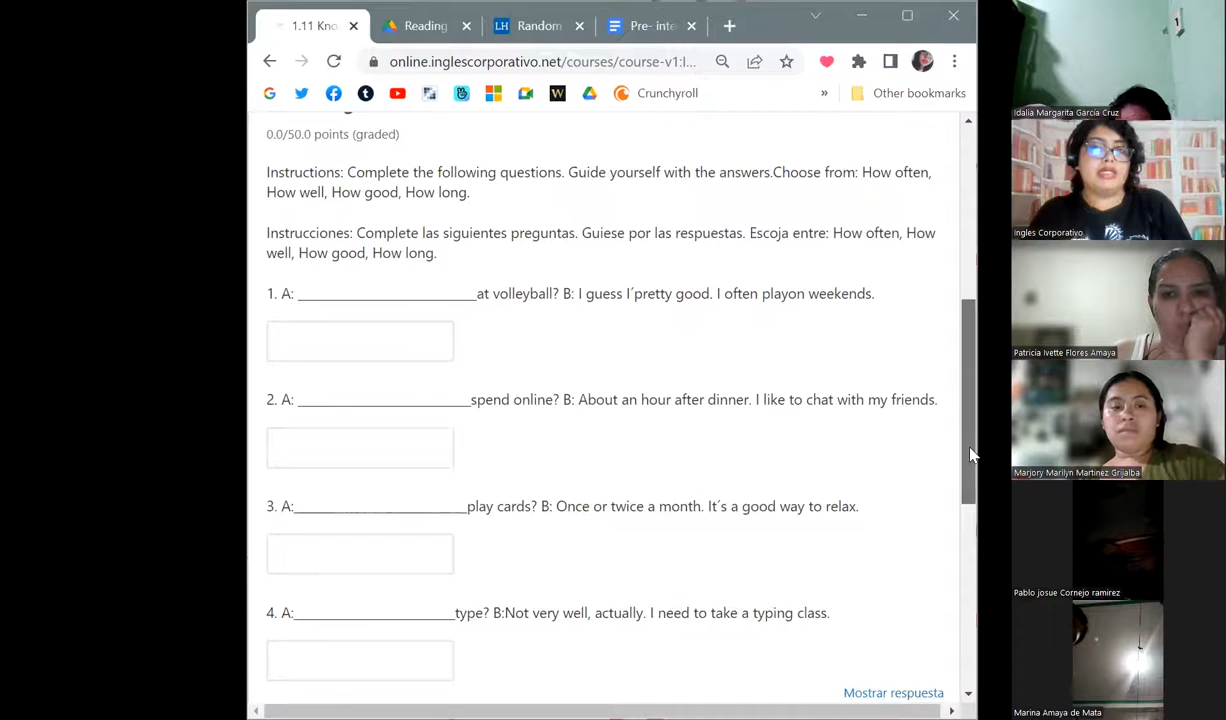 1.11 Kno
Reading
LH Random
Pre- inte
online.inglescorporativo.net/courses/course-v1:I...
Crunchyroll
»
Other bookmarks
0.0/50.0 points (graded)
Instructions: Complete the following questions. Guide yourself with the answers.Choose from: How often,
How well, How good, How long.
Instrucciones: Complete las siguientes preguntas. Guiese por las respuestas. Escoja entre: How often, How
well, How good, How long.
1. A: _______________________at volleyball? B: I guess I´pretty good. I often playon weekends.
2. A: ______________________spend online? B: About an hour after dinner. I like to chat with my friends.
3. A:______________________play cards? B: Once or twice a month. It´s a good way to relax.
4. A:_____________________type? B:Not very well, actually. I need to take a typing class.
Mostrar respuesta
1
Idalia Margarita García Cruz
Ingles Corporativo
Patricia Ivette Flores Amaya
Marjory Marilyn Martinez Grijalba
Pablo josue Cornejo ramirez
Marina Amaya de Mata